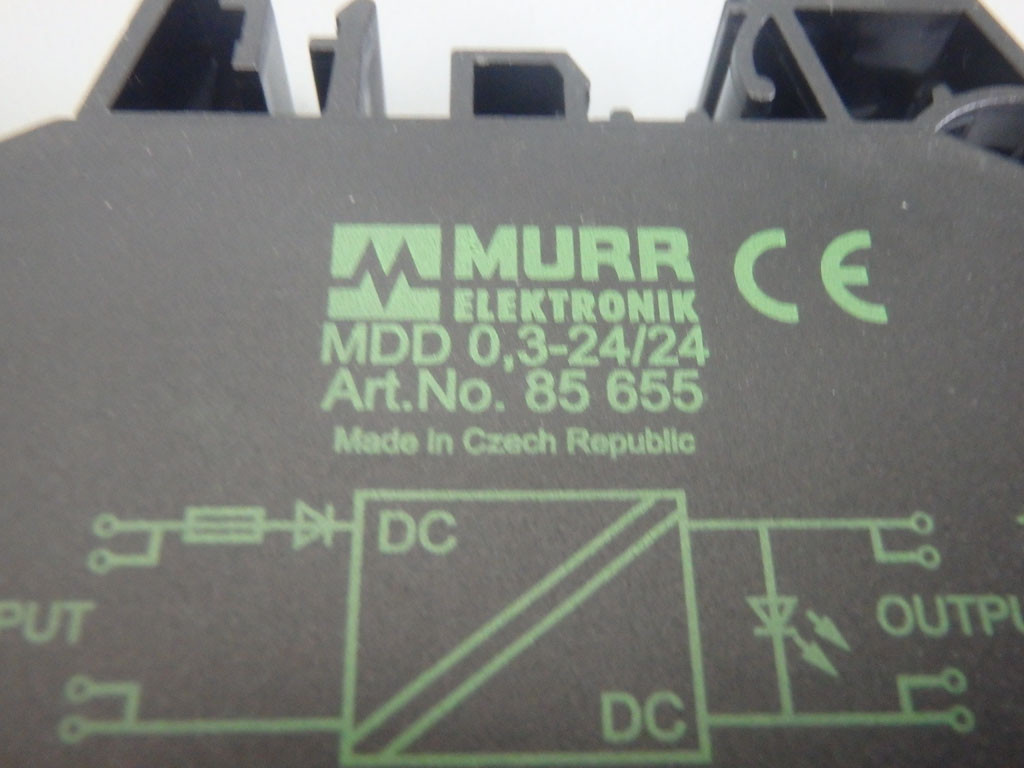 MURR
ELEKTRONIK
CE
MDD 0,3-24/24
Art.No. 85 655
Made in Czech Republic
DC
PUT
OUTPU
DC